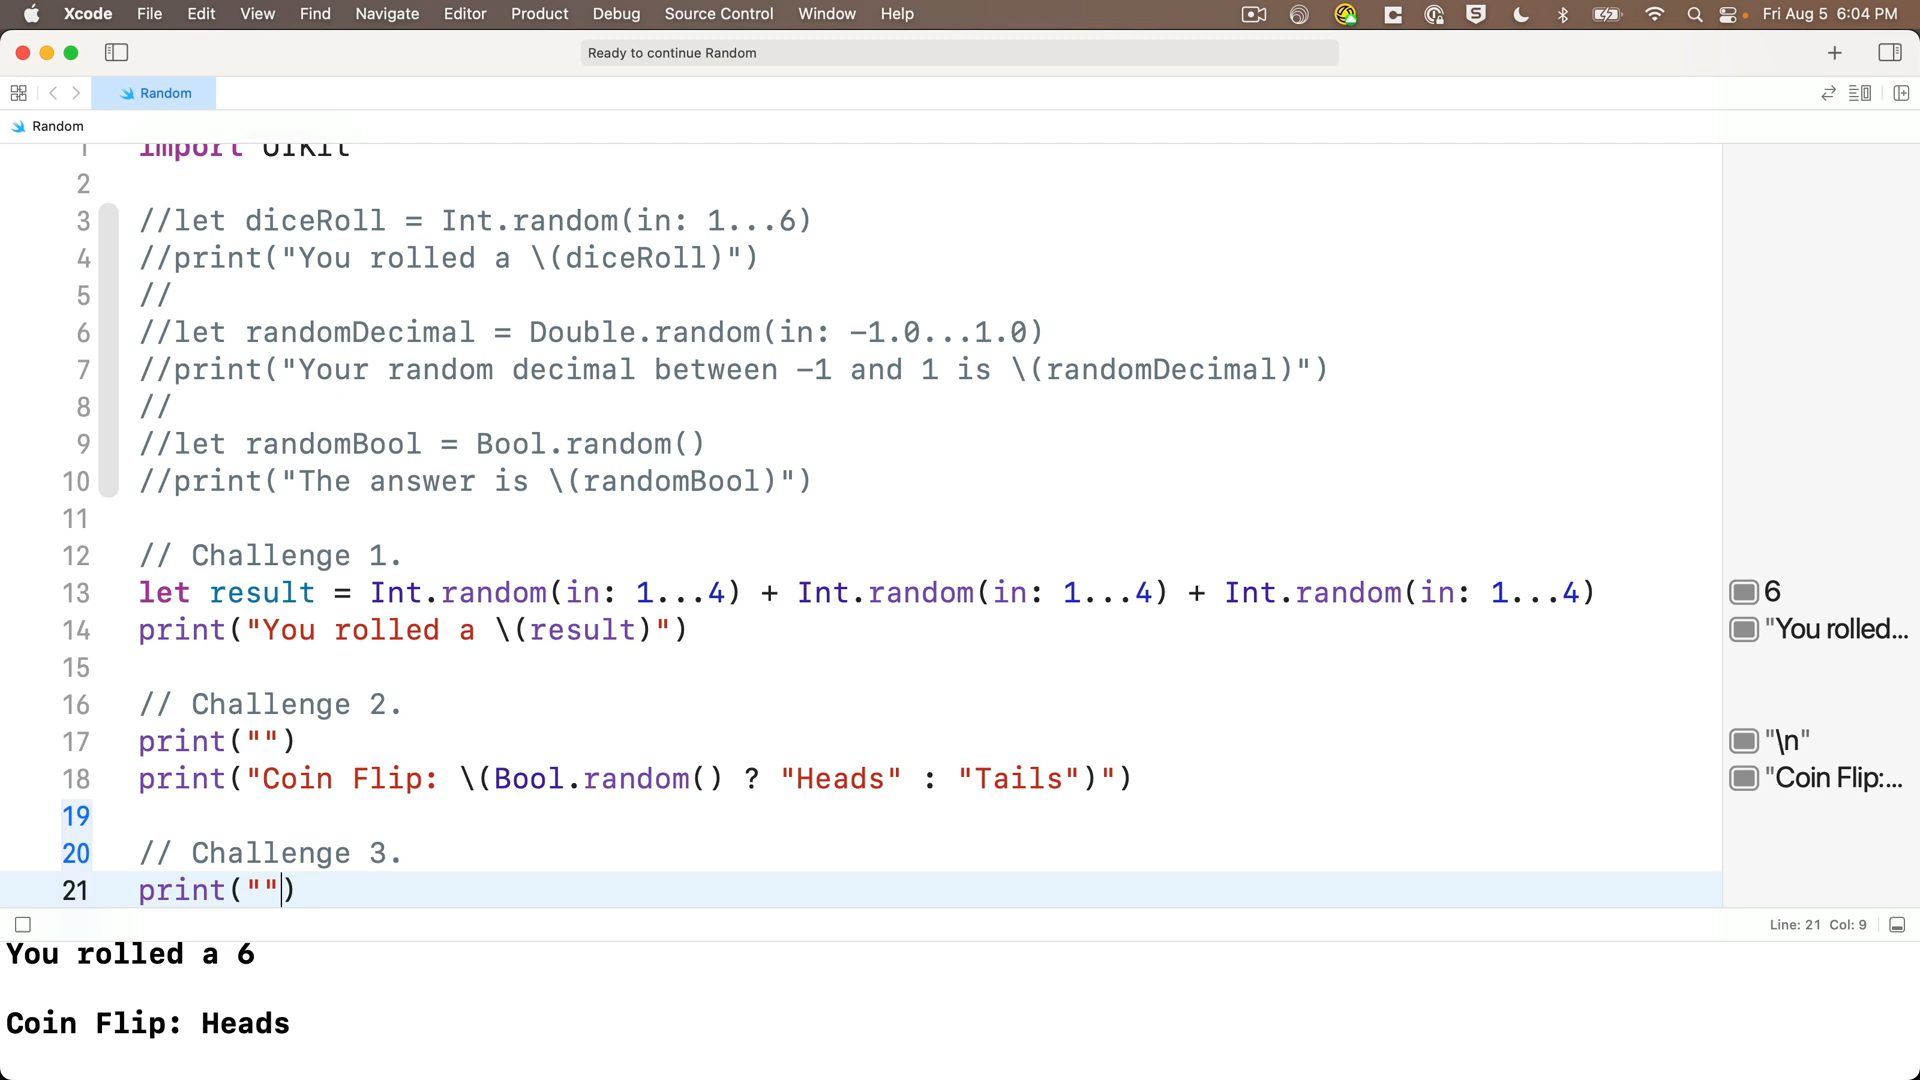 Xcode File Edit View Find Navigate Editor Product Debug Source Control Window Help Fri Aug 5 6:04 PM
Ready to continue Random
Random
Random
1 import UIKit
2
3 //let diceRoll = Int.random(in: 1...6)
4 //print("You rolled a \(diceRoll)")
5 //
6 //let randomDecimal = Double.random(in: -1.0...1.0)
7 //print("Your random decimal between -1 and 1 is \(randomDecimal)")
8 //
9 //let randomBool = Bool.random()
10 //print("The answer is \(randomBool)")
11
12 // Challenge 1.
13 let result = Int.random(in: 1...4) + Int.random(in: 1...4) + Int.random(in: 1...4) 6
14 print("You rolled a \(result)") "You rolled...
15
16 // Challenge 2.
17 print("") "\n"
18 print("Coin Flip: \(Bool.random() ? "Heads" : "Tails")") "Coin Flip:...
19
20 // Challenge 3.
21 print("")
Line: 21 Col: 9
You rolled a 6
Coin Flip: Heads